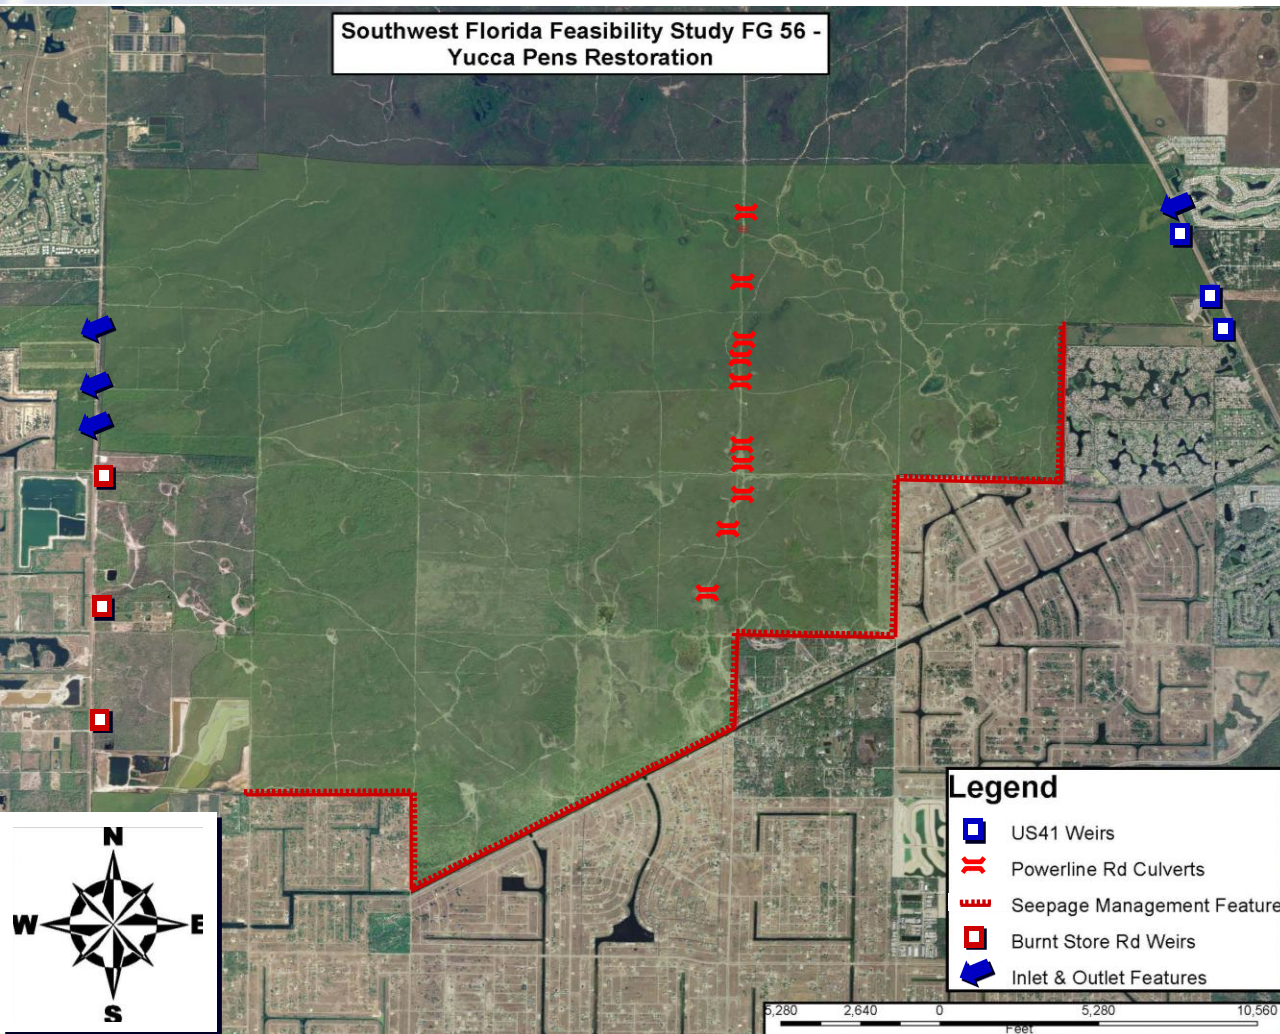 Southwest Florida Feasibility Study FG 56 -
Yucca Pens Restoration
Legend
US41 Weirs
Powerline Rd Culverts
Seepage Management Feature
Burnt Store Rd Weirs
Inlet & Outlet Features
N
W E
S
5,280 2,640 0 5,280 10,560
Feet